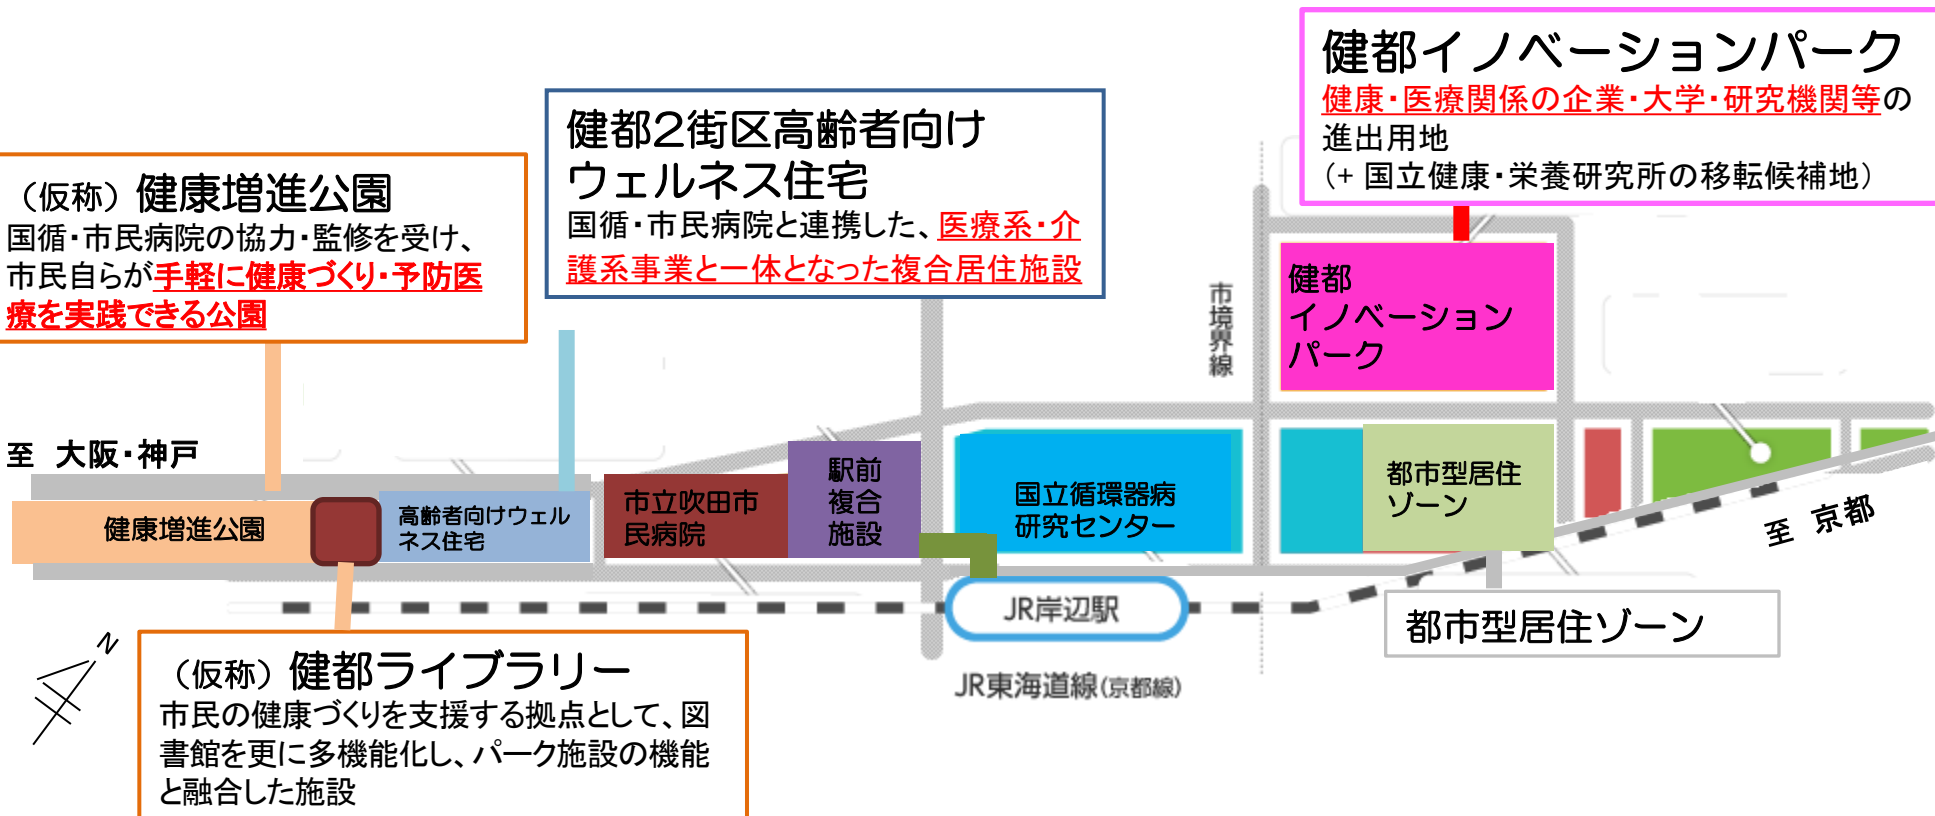 健都イノベーションパーク
健康・医療関係の企業・大学・研究機関等の
進出用地
(+ 国立健康・栄養研究所の移転候補地)
健都2街区高齢者向け
ウェルネス住宅
国循・市民病院と連携した、医療系・介
護系事業と一体となった複合居住施設
(仮称) 健康増進公園
国循・市民病院の協力・監修を受け、
市民自らが手軽に健康づくり・予防医
療を実践できる公園
市境界線
健都
イノベーション
パーク
至 大阪・神戸
健康増進公園
高齢者向けウェル
ネス住宅
市立吹田市
民病院
駅前
複合
施設
国立循環器病
研究センター
都市型居住
ゾーン
至 京都
JR岸辺駅
都市型居住ゾーン
JR東海道線(京都線)
N
(仮称) 健都ライブラリー
市民の健康づくりを支援する拠点として、図
書館を更に多機能化し、パーク施設の機能
と融合した施設